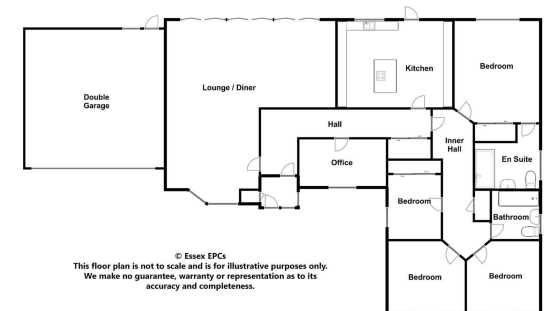 Double
Garage
Lounge / Diner
Kitchen
Bedroom
Hall
Inner
Hall
Office
En Suite
Bedroom
Bathroom
Bedroom
Bedroom
© Essex EPCs
This floor plan is not to scale and is for illustrative purposes only.
We make no guarantee, warranty or representation as to its
accuracy and completeness.